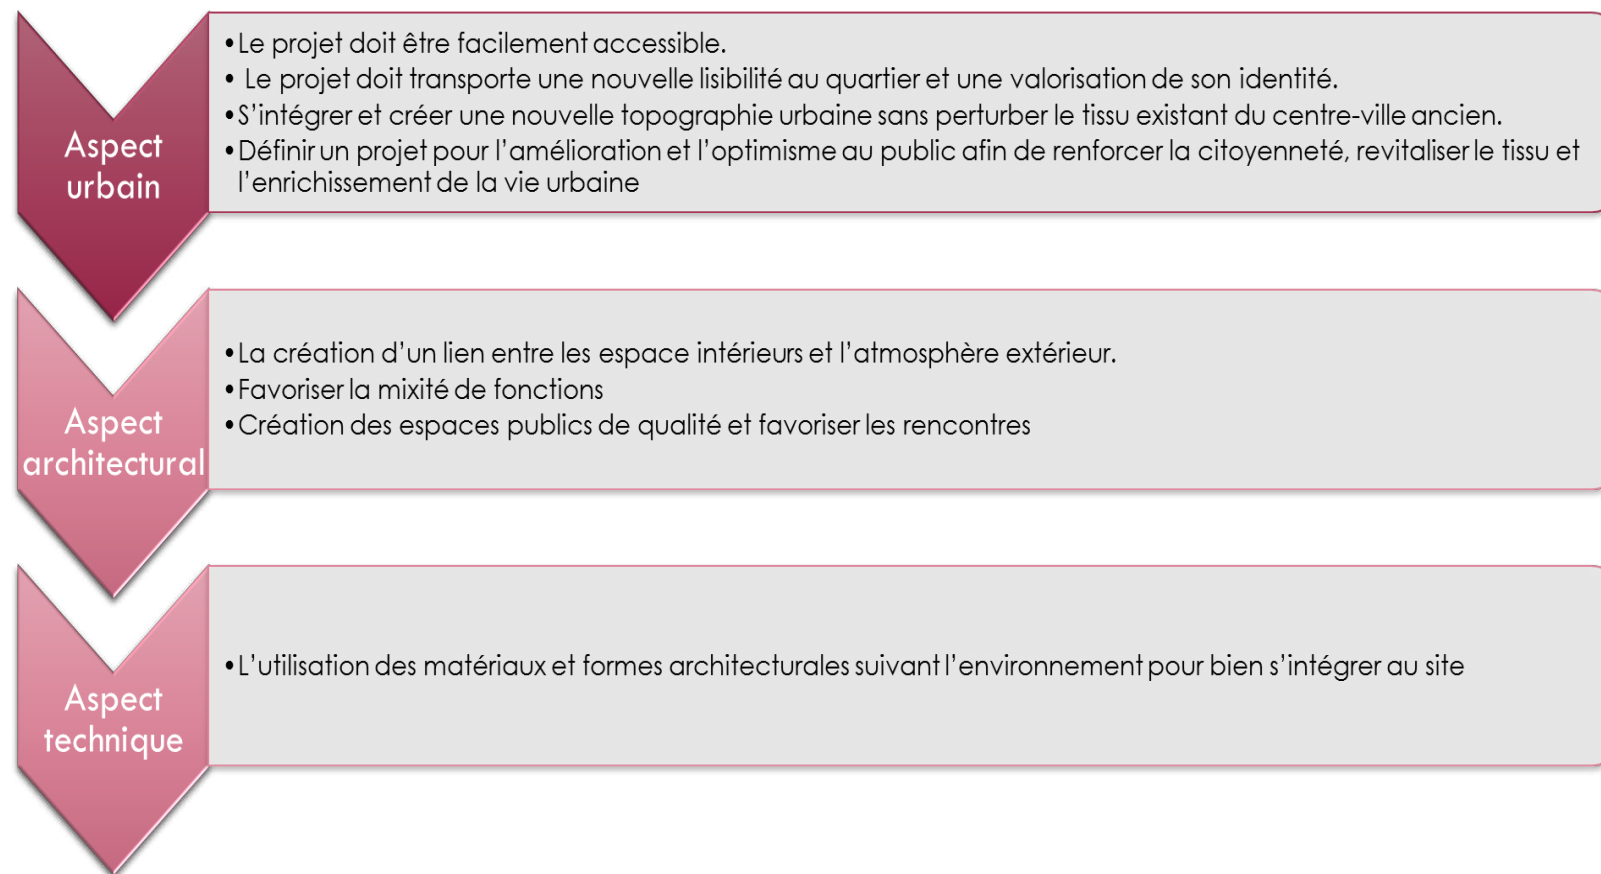 Aspect
urbain
•Le projet doit être facilement accessible.
• Le projet doit transporte une nouvelle lisibilité au quartier et une valorisation de son identité.
•S’intégrer et créer une nouvelle topographie urbaine sans perturber le tissu existant du centre-ville ancien.
•Définir un projet pour l’amélioration et l’optimisme au public afin de renforcer la citoyenneté, revitaliser le tissu et
l’enrichissement de la vie urbaine
Aspect
architectural
•La création d’un lien entre les espace intérieurs et l’atmosphère extérieur.
•Favoriser la mixité de fonctions
•Création des espaces publics de qualité et favoriser les rencontres
Aspect
technique
•L’utilisation des matériaux et formes architecturales suivant l’environnement pour bien s’intégrer au site